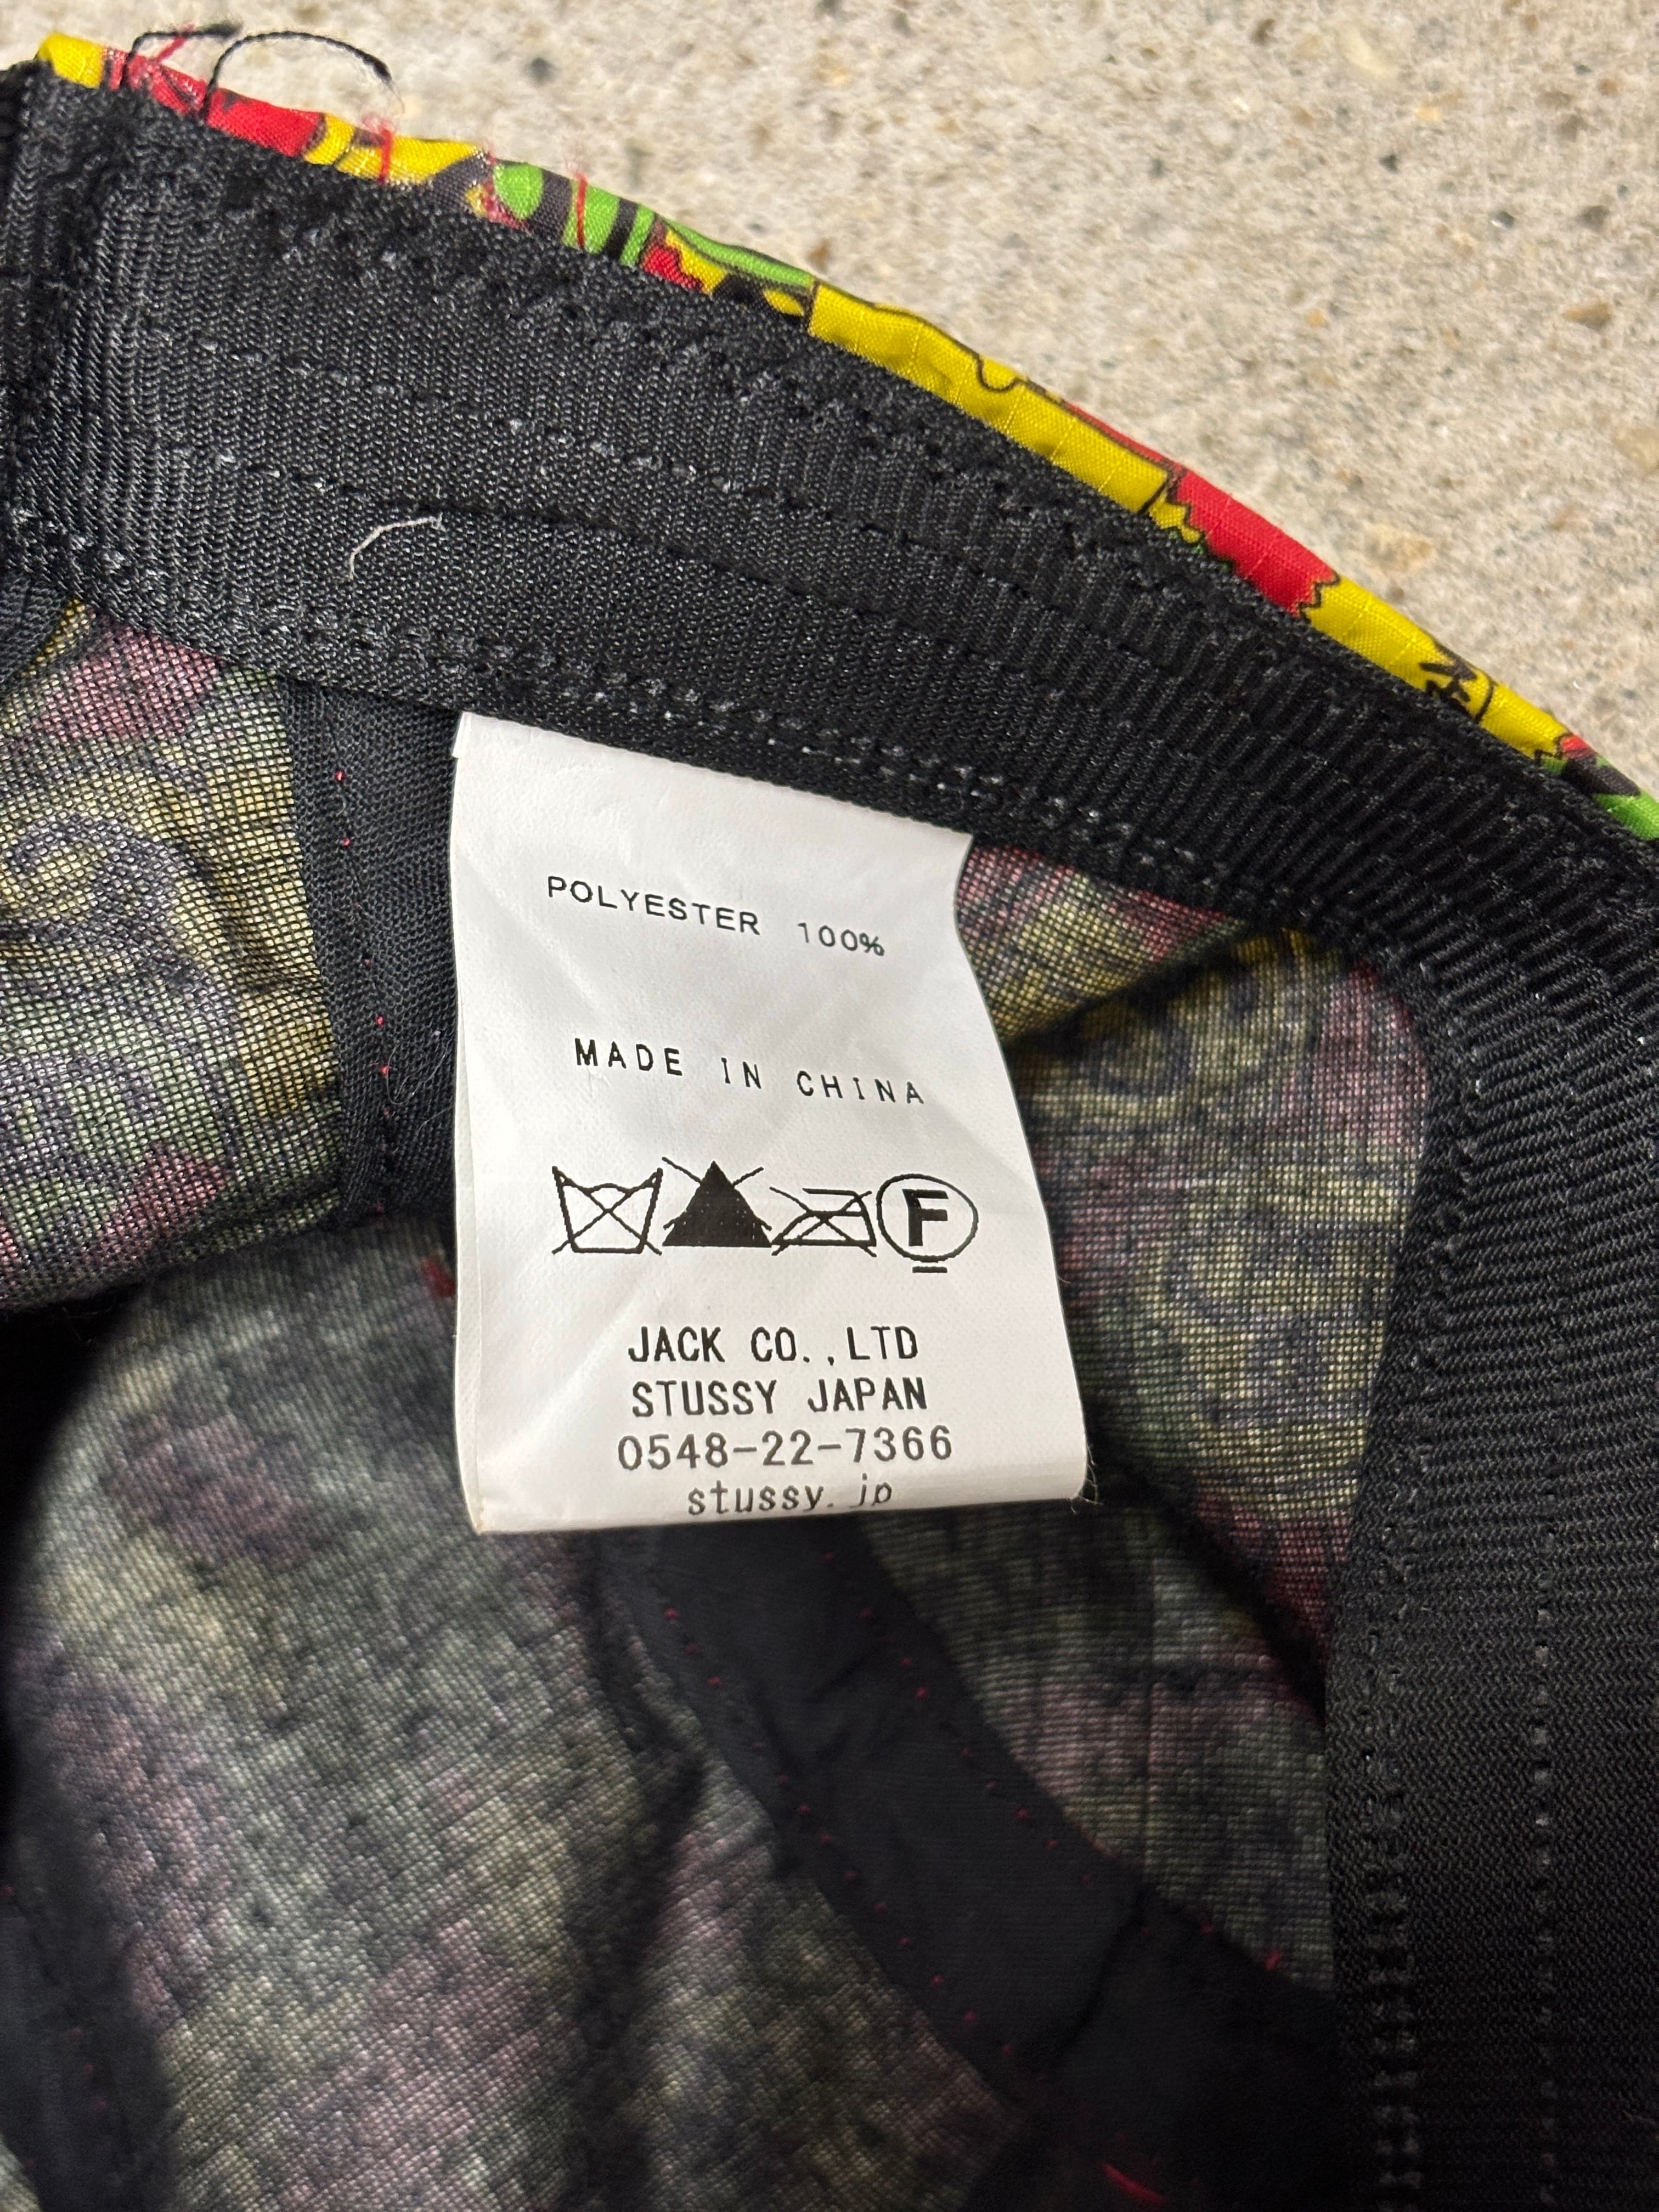 POLYESTER 100%
MADE IN CHINA
F
JACK CO.,LTD
STUSSY JAPAN
0548-22-7366
stussy.jp